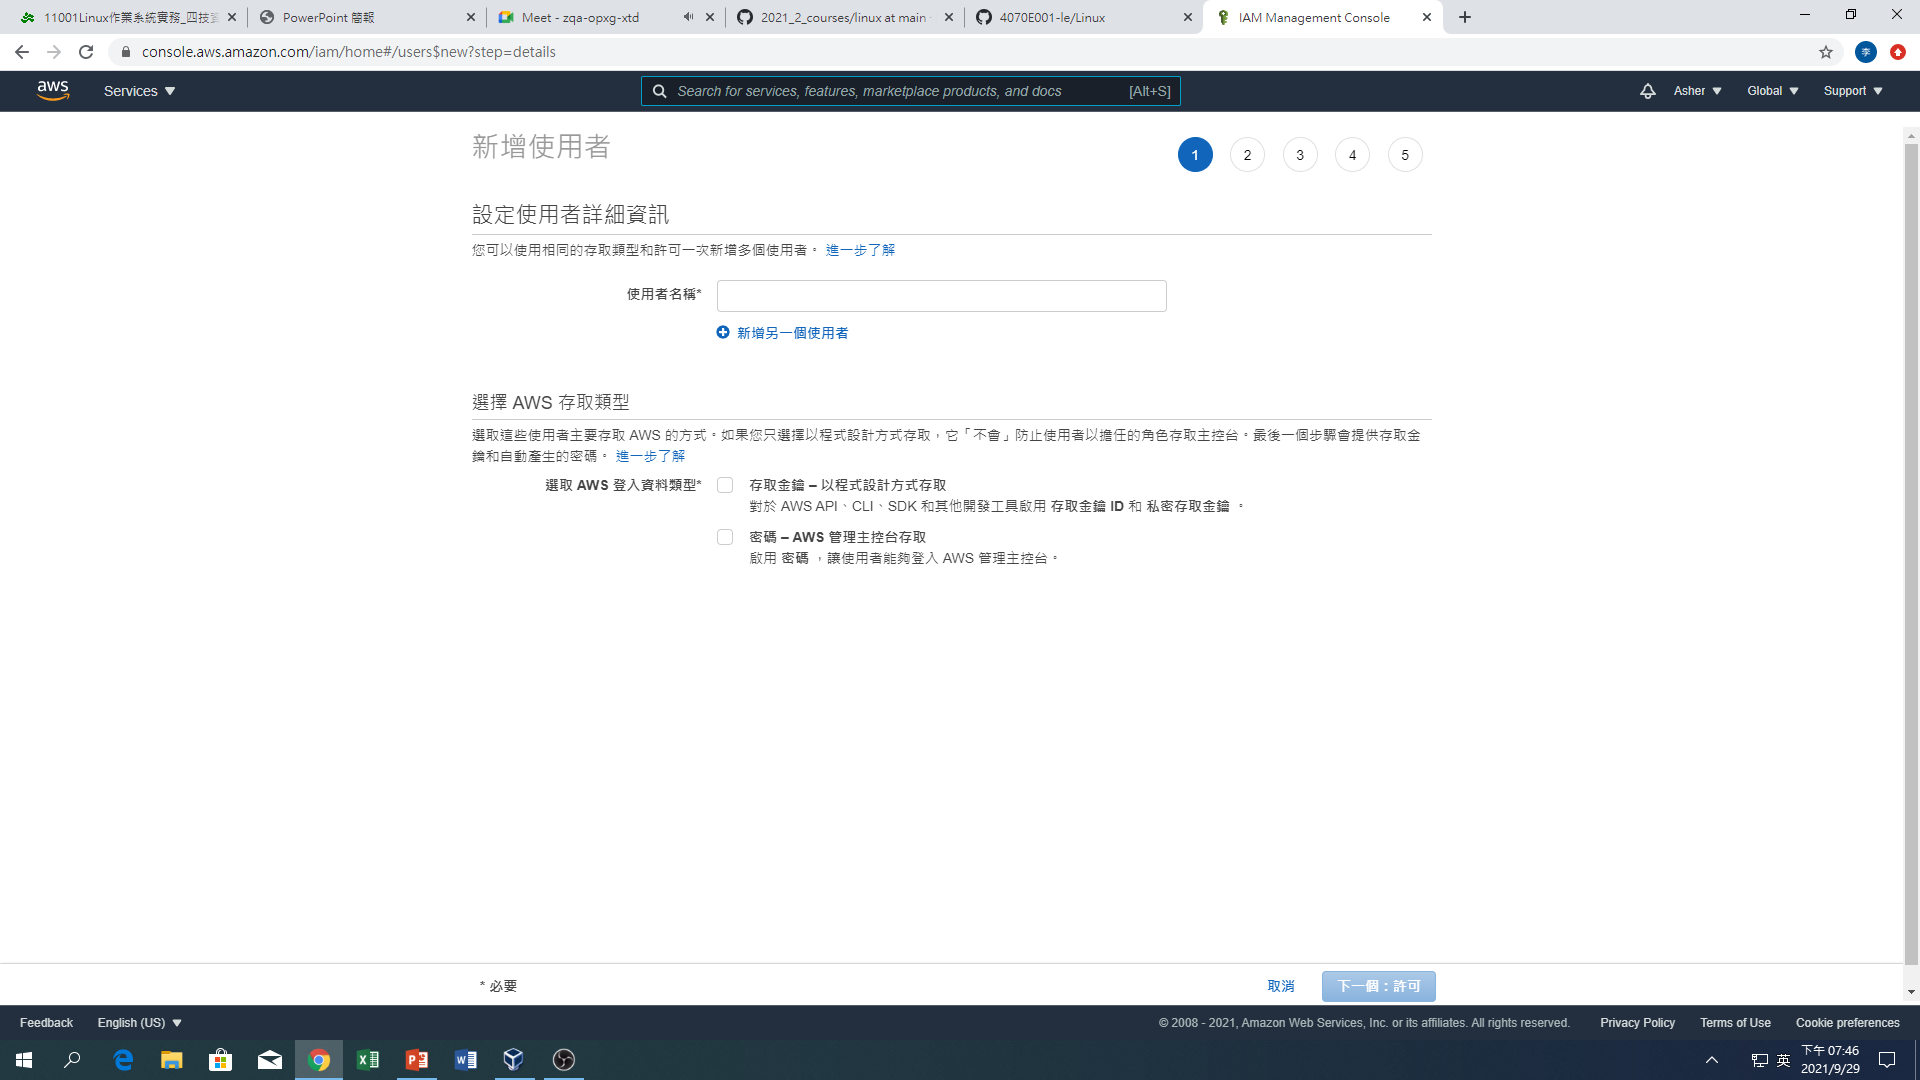 11001Linux作業系統實務_四技資
PowerPoint 簡報
Meet - zqa-opxg-xtd
2021_2_courses/linux at main
4070E001-le/Linux
IAM Management Console
console.aws.amazon.com/iam/home#/users$new?step=details
李
aws
Services
Search for services, features, marketplace products, and docs
[Alt+S]
Asher
Global
Support
新增使用者
1 2 3 4 5
設定使用者詳細資訊
您可以使用相同的存取類型和許可一次新增多個使用者。 進一步了解
使用者名稱*
新增另一個使用者
選擇 AWS 存取類型
選取這些使用者主要存取 AWS 的方式。如果您只選擇以程式設計方式存取，它「不會」防止使用者以擔任的角色存取主控台。最後一個步驟會提供存取金
鑰和自動產生的密碼。 進一步了解
選取 AWS 登入資料類型*
存取金鑰 – 以程式設計方式存取
對於 AWS API、CLI、SDK 和其他開發工具啟用 存取金鑰 ID 和 私密存取金鑰 。
密碼 – AWS 管理主控台存取
啟用 密碼 ，讓使用者能夠登入 AWS 管理主控台。
* 必要
取消
下一個：許可
Feedback
English (US)
© 2008 - 2021, Amazon Web Services, Inc. or its affiliates. All rights reserved.
Privacy Policy
Terms of Use
Cookie preferences
英
下午 07:46
2021/9/29